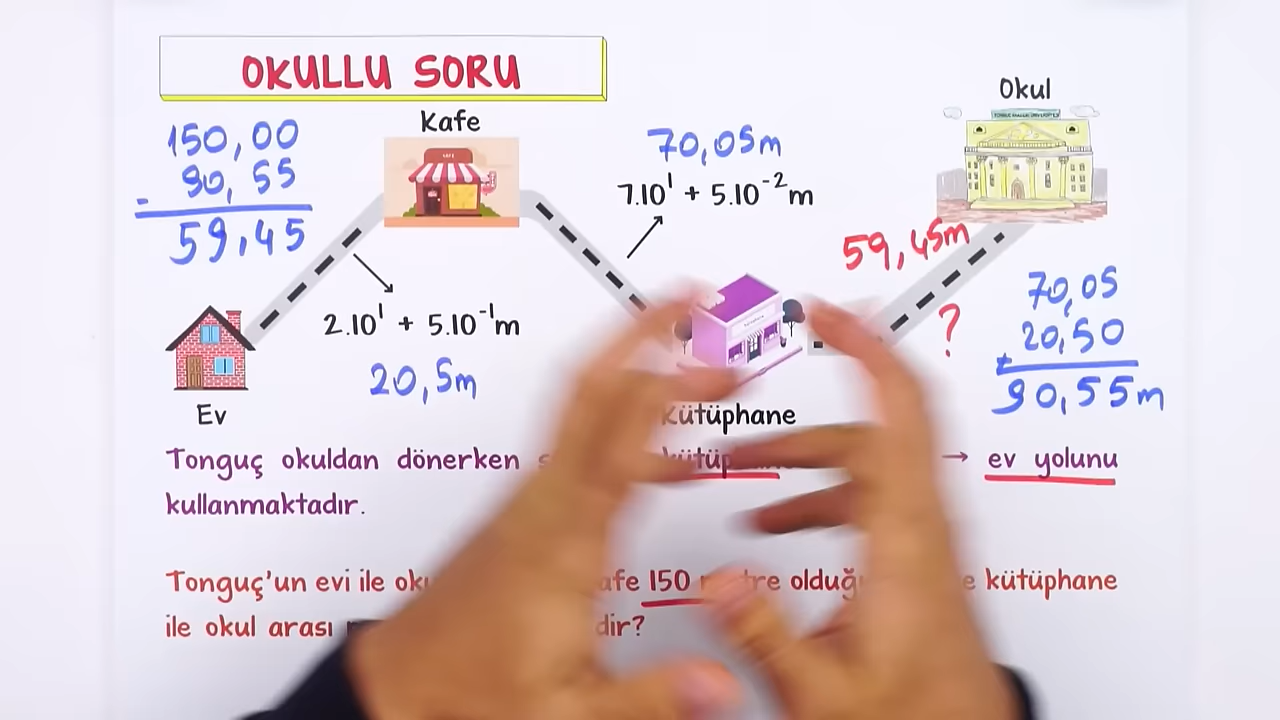 OKULLU SORU
Okul
150,00
- 90,55
59,45
Kafe
70,05m
7.10¹ + 5.10⁻²m
59,45m
2.10¹ + 5.10⁻¹m
20,5m
?
70,05
+ 20,50
90,55m
Ev
Kütüphane
Tonguç okuldan dönerken → ev yolunu
kullanmaktadır.
Tonguç'un evi ile 150 kütüphane
ile okul arası